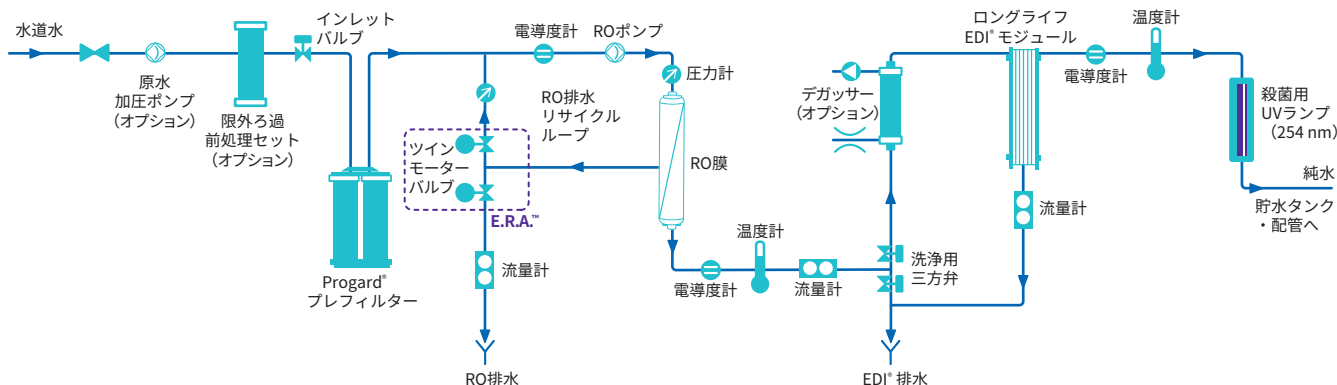 水道水
原水
加圧ポンプ
（オプション）
限外ろ過
前処理セット
（オプション）
インレット
バルブ
Progard®
プレフィルター
ツイン
モーター
バルブ
E.R.A.™
流量計
RO排水
電導度計
ROポンプ
圧力計
RO排水
リサイクル
ループ
RO膜
電導度計
温度計
流量計
デガッサー
（オプション）
洗浄用
三方弁
EDI® 排水
ロングライフ
EDI® モジュール
流量計
電導度計
温度計
殺菌用
UVランプ
（254 nm）
純水
貯水タンク
・配管へ